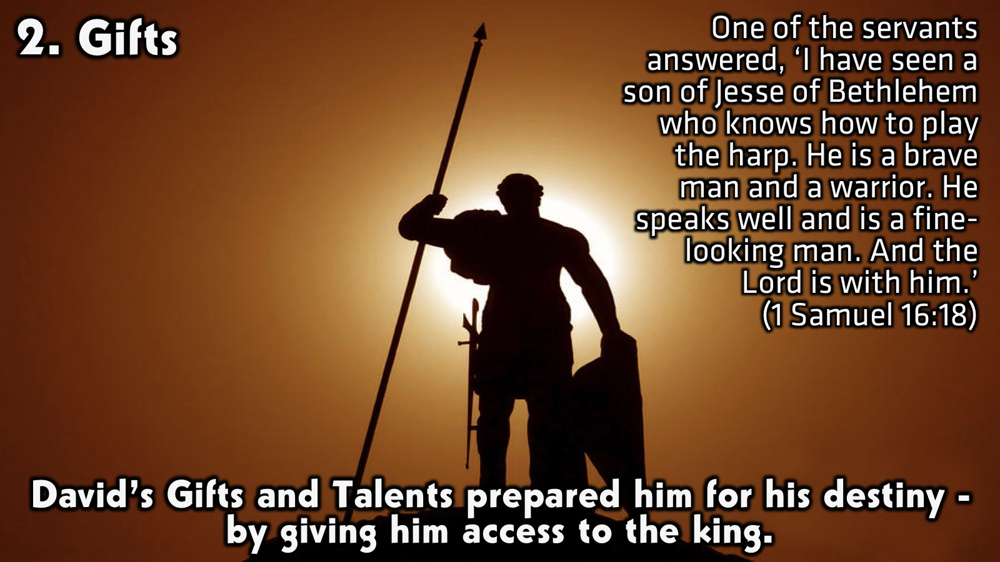 2. Gifts
One of the servants
answered, ‘I have seen a
son of Jesse of Bethlehem
who knows how to play
the harp. He is a brave
man and a warrior. He
speaks well and is a fine-
looking man. And the
Lord is with him.’
(1 Samuel 16:18)
David’s Gifts and Talents prepared him for his destiny -
by giving him access to the king.